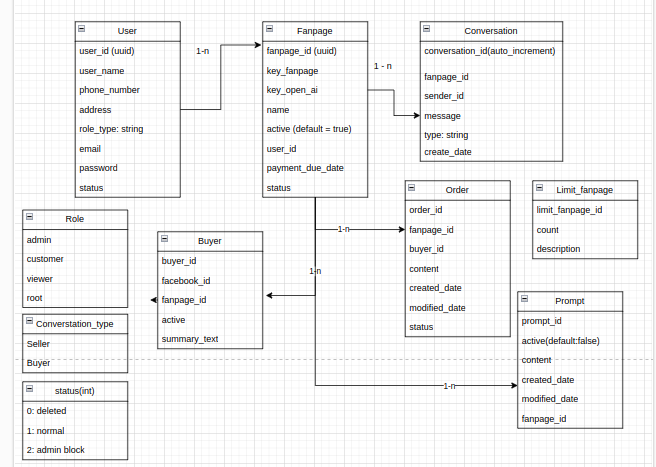 User
user_id (uuid)
user_name
phone_number
address
role_type: string
email
password
status
1-n
Fanpage
fanpage_id (uuid)
key_fanpage
key_open_ai
name
active (default = true)
user_id
payment_due_date
status
1 - n
Conversation
conversation_id(auto_increment)
fanpage_id
sender_id
message
type: string
create_date
Role
admin
customer
viewer
root
Converstation_type
Seller
Buyer
status(int)
0: deleted
1: normal
2: admin block
Buyer
buyer_id
facebook_id
fanpage_id
active
summary_text
1-n
1-n
Order
order_id
fanpage_id
buyer_id
content
created_date
modified_date
status
Limit_fanpage
limit_fanpage_id
count
description
1-n
Prompt
prompt_id
active(default:false)
content
created_date
modified_date
fanpage_id